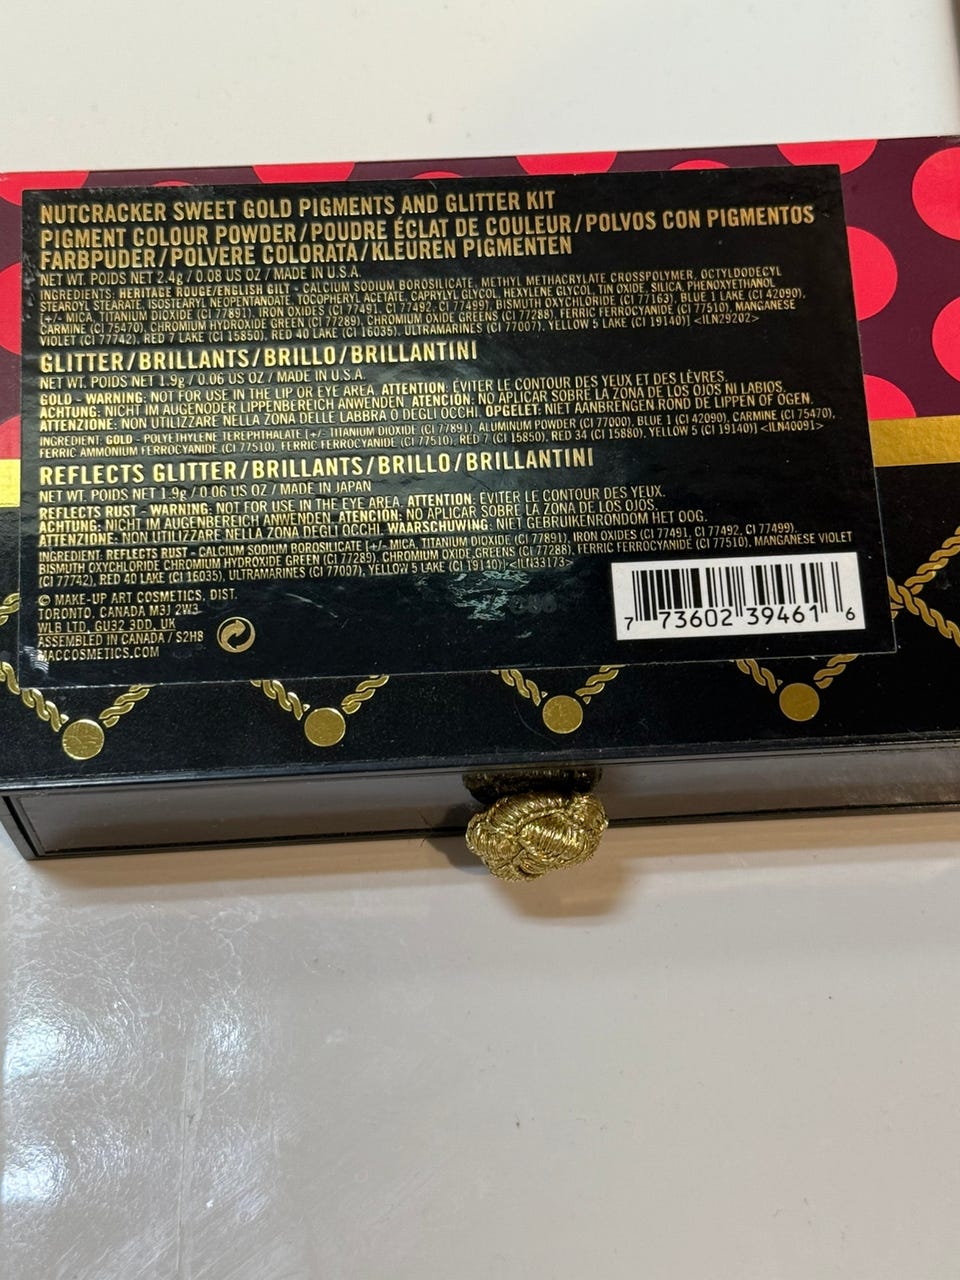 NUTCRACKER SWEET GOLD PIGMENTS AND GLITTER KIT
PIGMENT COLOUR POWDER/POUDRE ÉCLAT DE COULEUR/POLVOS CON PIGMENTOS
FARBPUDER/POLVERE COLORATA/KLEUREN PIGMENTEN
NET WT. POIDS NET 2.4g / 0.08 US OZ / MADE IN U.S.A.
INGREDIENTS: HERITAGE ROUGE/ENGLISH GILT - CALCIUM SODIUM BOROSILICATE, METHYL METHACRYLATE CROSSPOLYMER, OCTYLDODECYL
STEAROYL STEARATE, ISOSTEARYL NEOPENTANOATE, TOCOPHERYL ACETATE, CAPRYLYL GLYCOL, HEXYLENE GLYCOL, TIN OXIDE, SILICA, PHENOXYETHANOL
[+/- MICA, TITANIUM DIOXIDE (CI 77891), IRON OXIDES (CI 77491, CI 77492, CI 77499), BISMUTH OXYCHLORIDE (CI 77163), BLUE 1 LAKE (CI 42090),
CARMINE (CI 75470), CHROMIUM HYDROXIDE GREEN (CI 77289), CHROMIUM OXIDE GREENS (CI 77288), FERRIC FERROCYANIDE (CI 77510), MANGANESE
VIOLET (CI 77742), RED 7 LAKE (CI 15850), RED 40 LAKE (CI 16035), ULTRAMARINES (CI 77007), YELLOW 5 LAKE (CI 19140)] <ILN29202>
GLITTER/BRILLANTS/BRILLO/BRILLANTINI
NET WT. POIDS NET 1.9g / 0.06 US OZ / MADE IN U.S.A.
GOLD - WARNING: NOT FOR USE IN THE LIP OR EYE AREA. ATTENTION: ÉVITER LE CONTOUR DES YEUX ET DES LÈVRES.
ACHTUNG: NICHT IM AUGENODER LIPPENBEREICH ANWENDEN. ATENCIÓN: NO APLICAR SOBRE LA ZONA DE LOS OJOS NI LABIOS.
ATTENZIONE: NON UTILIZZARE NELLA ZONA DELLE LABBRA O DEGLI OCCHI. OPGELET: NIET AANBRENGEN ROND DE LIPPEN OF OGEN.
INGREDIENT: GOLD - POLYETHYLENE TEREPHTHALATE [+/- TITANIUM DIOXIDE (CI 77891), ALUMINUM POWDER (CI 77000), BLUE 1 (CI 42090), CARMINE (CI 75470),
FERRIC AMMONIUM FERROCYANIDE (CI 77510), FERRIC FERROCYANIDE (CI 77510), RED 7 (CI 15850), RED 34 (CI 15880), YELLOW 5 (CI 19140)] <ILN40091>
REFLECTS GLITTER/BRILLANTS/BRILLO/BRILLANTINI
NET WT. POIDS NET 1.9g / 0.06 US OZ / MADE IN JAPAN
REFLECTS RUST - WARNING: NOT FOR USE IN THE EYE AREA. ATTENTION: ÉVITER LE CONTOUR DES YEUX.
ACHTUNG: NICHT IM AUGENBEREICH ANWENDEN. ATENCIÓN: NO APLICAR SOBRE LA ZONA DE LOS OJOS.
ATTENZIONE: NON UTILIZZARE NELLA ZONA DEGLI OCCHI. WAARSCHUWING: NIET GEBRUIKENRONDOM HET OOG.
INGREDIENT: REFLECTS RUST - CALCIUM SODIUM BOROSILICATE [+/- MICA, TITANIUM DIOXIDE (CI 77891), IRON OXIDES (CI 77491, CI 77492, CI 77499),
BISMUTH OXYCHLORIDE CHROMIUM HYDROXIDE GREEN (CI 77289), CHROMIUM OXIDE GREENS (CI 77288), FERRIC FERROCYANIDE (CI 77510), MANGANESE VIOLET
(CI 77742), RED 40 LAKE (CI 16035), ULTRAMARINES (CI 77007), YELLOW 5 LAKE (CI 19140)] <ILN33173>
© MAKE-UP ART COSMETICS, DIST.
TORONTO, CANADA M3J 2W3
WLB LTD, GU32 3DD, UK
ASSEMBLED IN CANADA / S2H8
MACCOSMETICS.COM
7 73602 39461 6